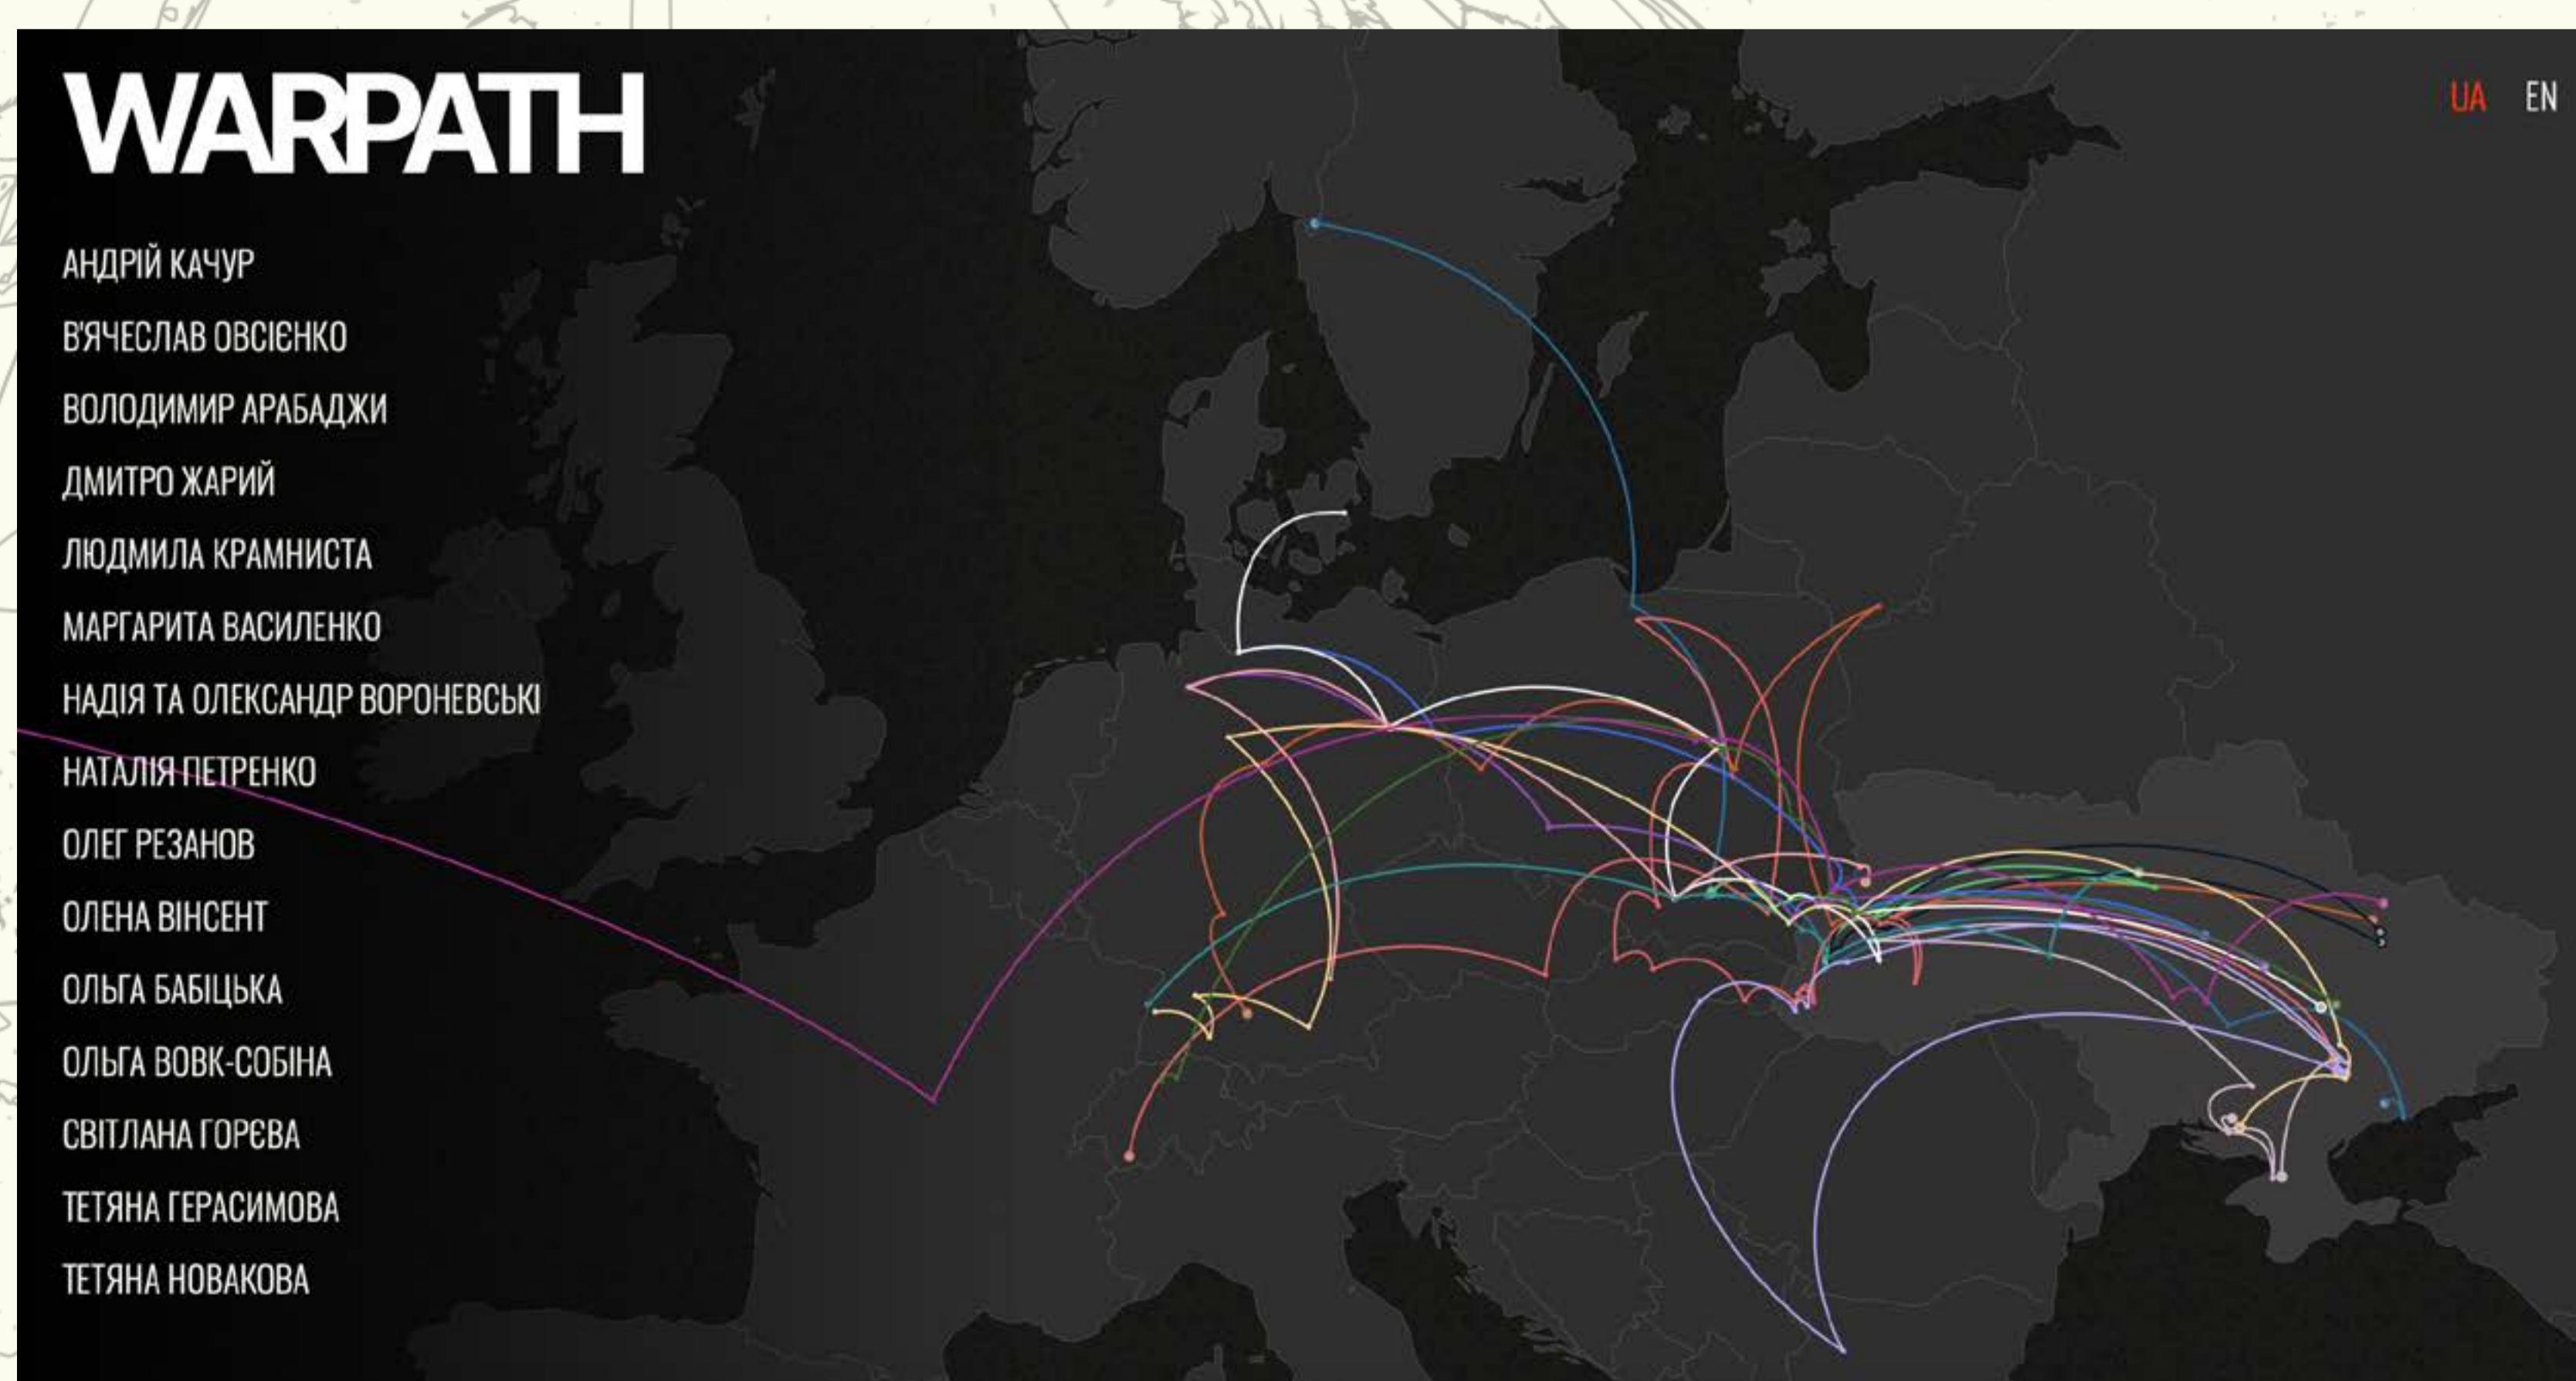 WARPATH
UA EN
АНДРІЙ КАЧУР
В'ЯЧЕСЛАВ ОВСІЄНКО
ВОЛОДИМИР АРАБАДЖИ
ДМИТРО ЖАРИЙ
ЛЮДМИЛА КРАМНИСТА
МАРГАРИТА ВАСИЛЕНКО
НАДІЯ ТА ОЛЕКСАНДР ВОРОНЕВСЬКІ
НАТАЛІЯ ПЕТРЕНКО
ОЛЕГ РЕЗАНОВ
ОЛЕНА ВІНСЕНТ
ОЛЬГА БАБІЦЬКА
ОЛЬГА ВОВК-СОБІНА
СВІТЛАНА ГОРЄВА
ТЕТЯНА ГЕРАСИМОВА
ТЕТЯНА НОВАКОВА